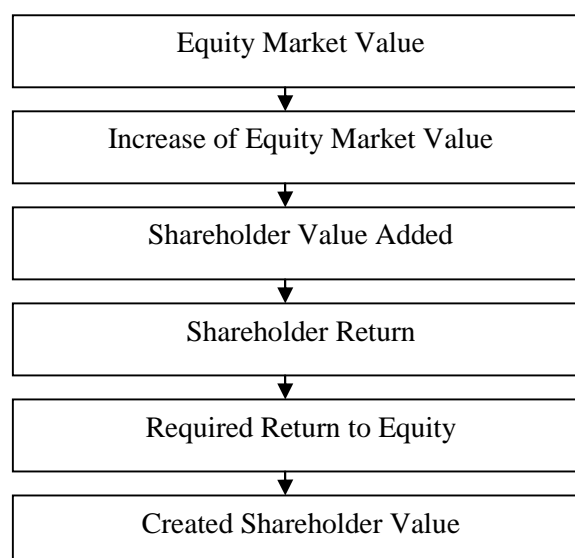 Equity Market Value
Increase of Equity Market Value
Shareholder Value Added
Shareholder Return
Required Return to Equity
Created Shareholder Value